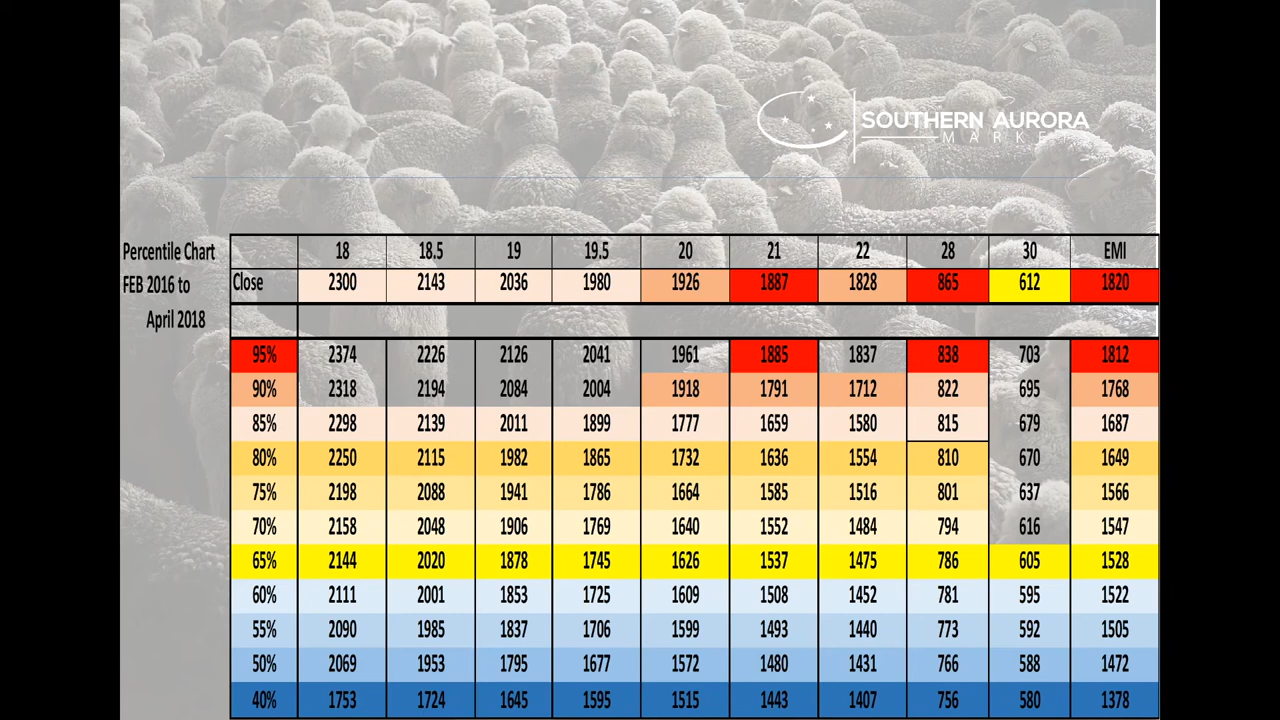 SOUTHERN AURORA
Percentile Chart 18 18.5 19 19.5 20 21 22 28 30 EMI
FEB 2016 to Close 2300 2143 2036 1980 1926 1887 1828 865 612 1820
April 2018
95% 2374 2226 2126 2041 1961 1885 1837 838 703 1812
90% 2318 2194 2084 2004 1918 1791 1712 822 695 1768
85% 2298 2139 2011 1899 1777 1659 1580 815 679 1687
80% 2250 2115 1982 1865 1732 1636 1554 810 670 1649
75% 2198 2088 1941 1786 1664 1585 1516 801 637 1566
70% 2158 2048 1906 1769 1640 1552 1484 794 616 1547
65% 2144 2020 1878 1745 1626 1537 1475 786 605 1528
60% 2111 2001 1853 1725 1609 1508 1452 781 595 1522
55% 2090 1985 1837 1706 1599 1493 1440 773 592 1505
50% 2069 1953 1795 1677 1572 1480 1431 766 588 1472
40% 1753 1724 1645 1595 1515 1443 1407 756 580 1378